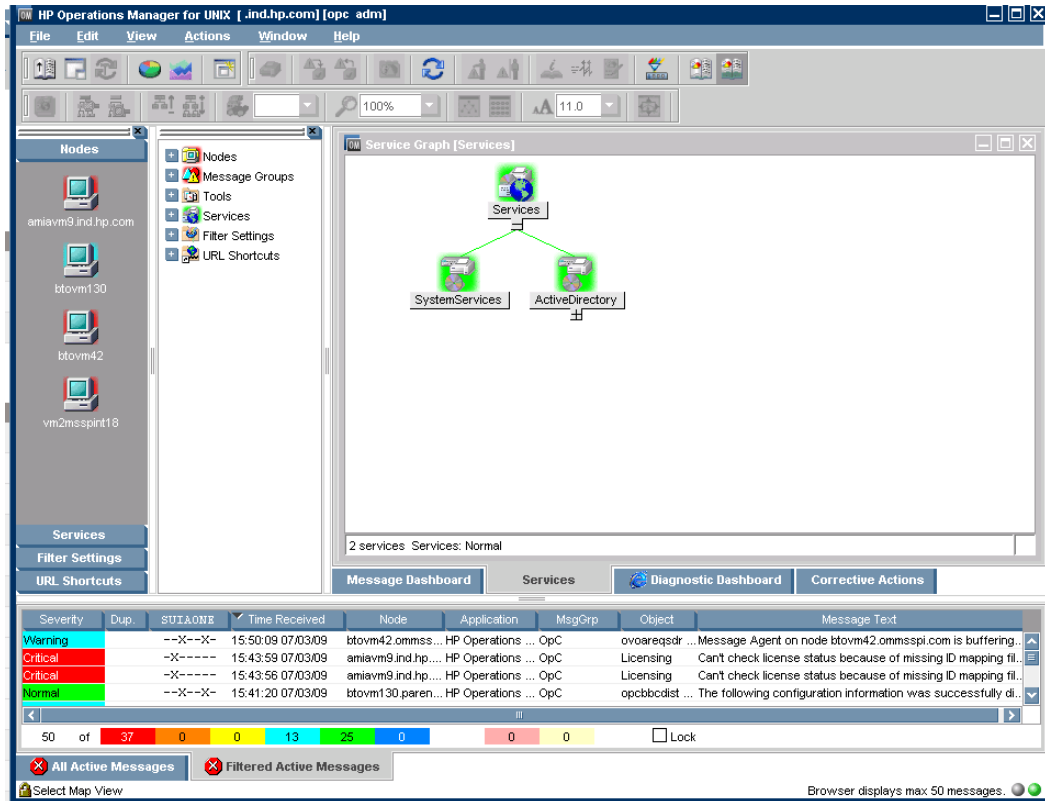 OM HP Operations Manager for UNIX [ .ind.hp.com] [opc adm]
File Edit View Actions Window Help
100% 11.0
Nodes
amiavm9.ind.hp.com
btovm130
btovm42
vm2msspint18
Services
Filter Settings
URL Shortcuts
Nodes
Message Groups
Tools
Services
Filter Settings
URL Shortcuts
OM Service Graph [Services]
Services
SystemServices ActiveDirectory
2 services Services: Normal
Message Dashboard Services Diagnostic Dashboard Corrective Actions
Severity Dup. SUIAONE Time Received Node Application MsgGrp Object Message Text
Warning --X--X- 15:50:09 07/03/09 btovm42.ommss... HP Operations ... OpC ovoareqsdr ... Message Agent on node btovm42.ommsspi.com is buffering..
Critical -X----- 15:43:59 07/03/09 amiavm9.ind.hp.... HP Operations ... OpC Licensing Can't check license status because of missing ID mapping fil..
Critical -X----- 15:43:56 07/03/09 amiavm9.ind.hp.... HP Operations ... OpC Licensing Can't check license status because of missing ID mapping fil..
Normal --X--X- 15:41:20 07/03/09 btovm130.paren... HP Operations ... OpC opcbbcdist ... The following configuration information was successfully di..
50 of 37 0 0 13 25 0 0 0 Lock
All Active Messages Filtered Active Messages
Select Map View Browser displays max 50 messages.